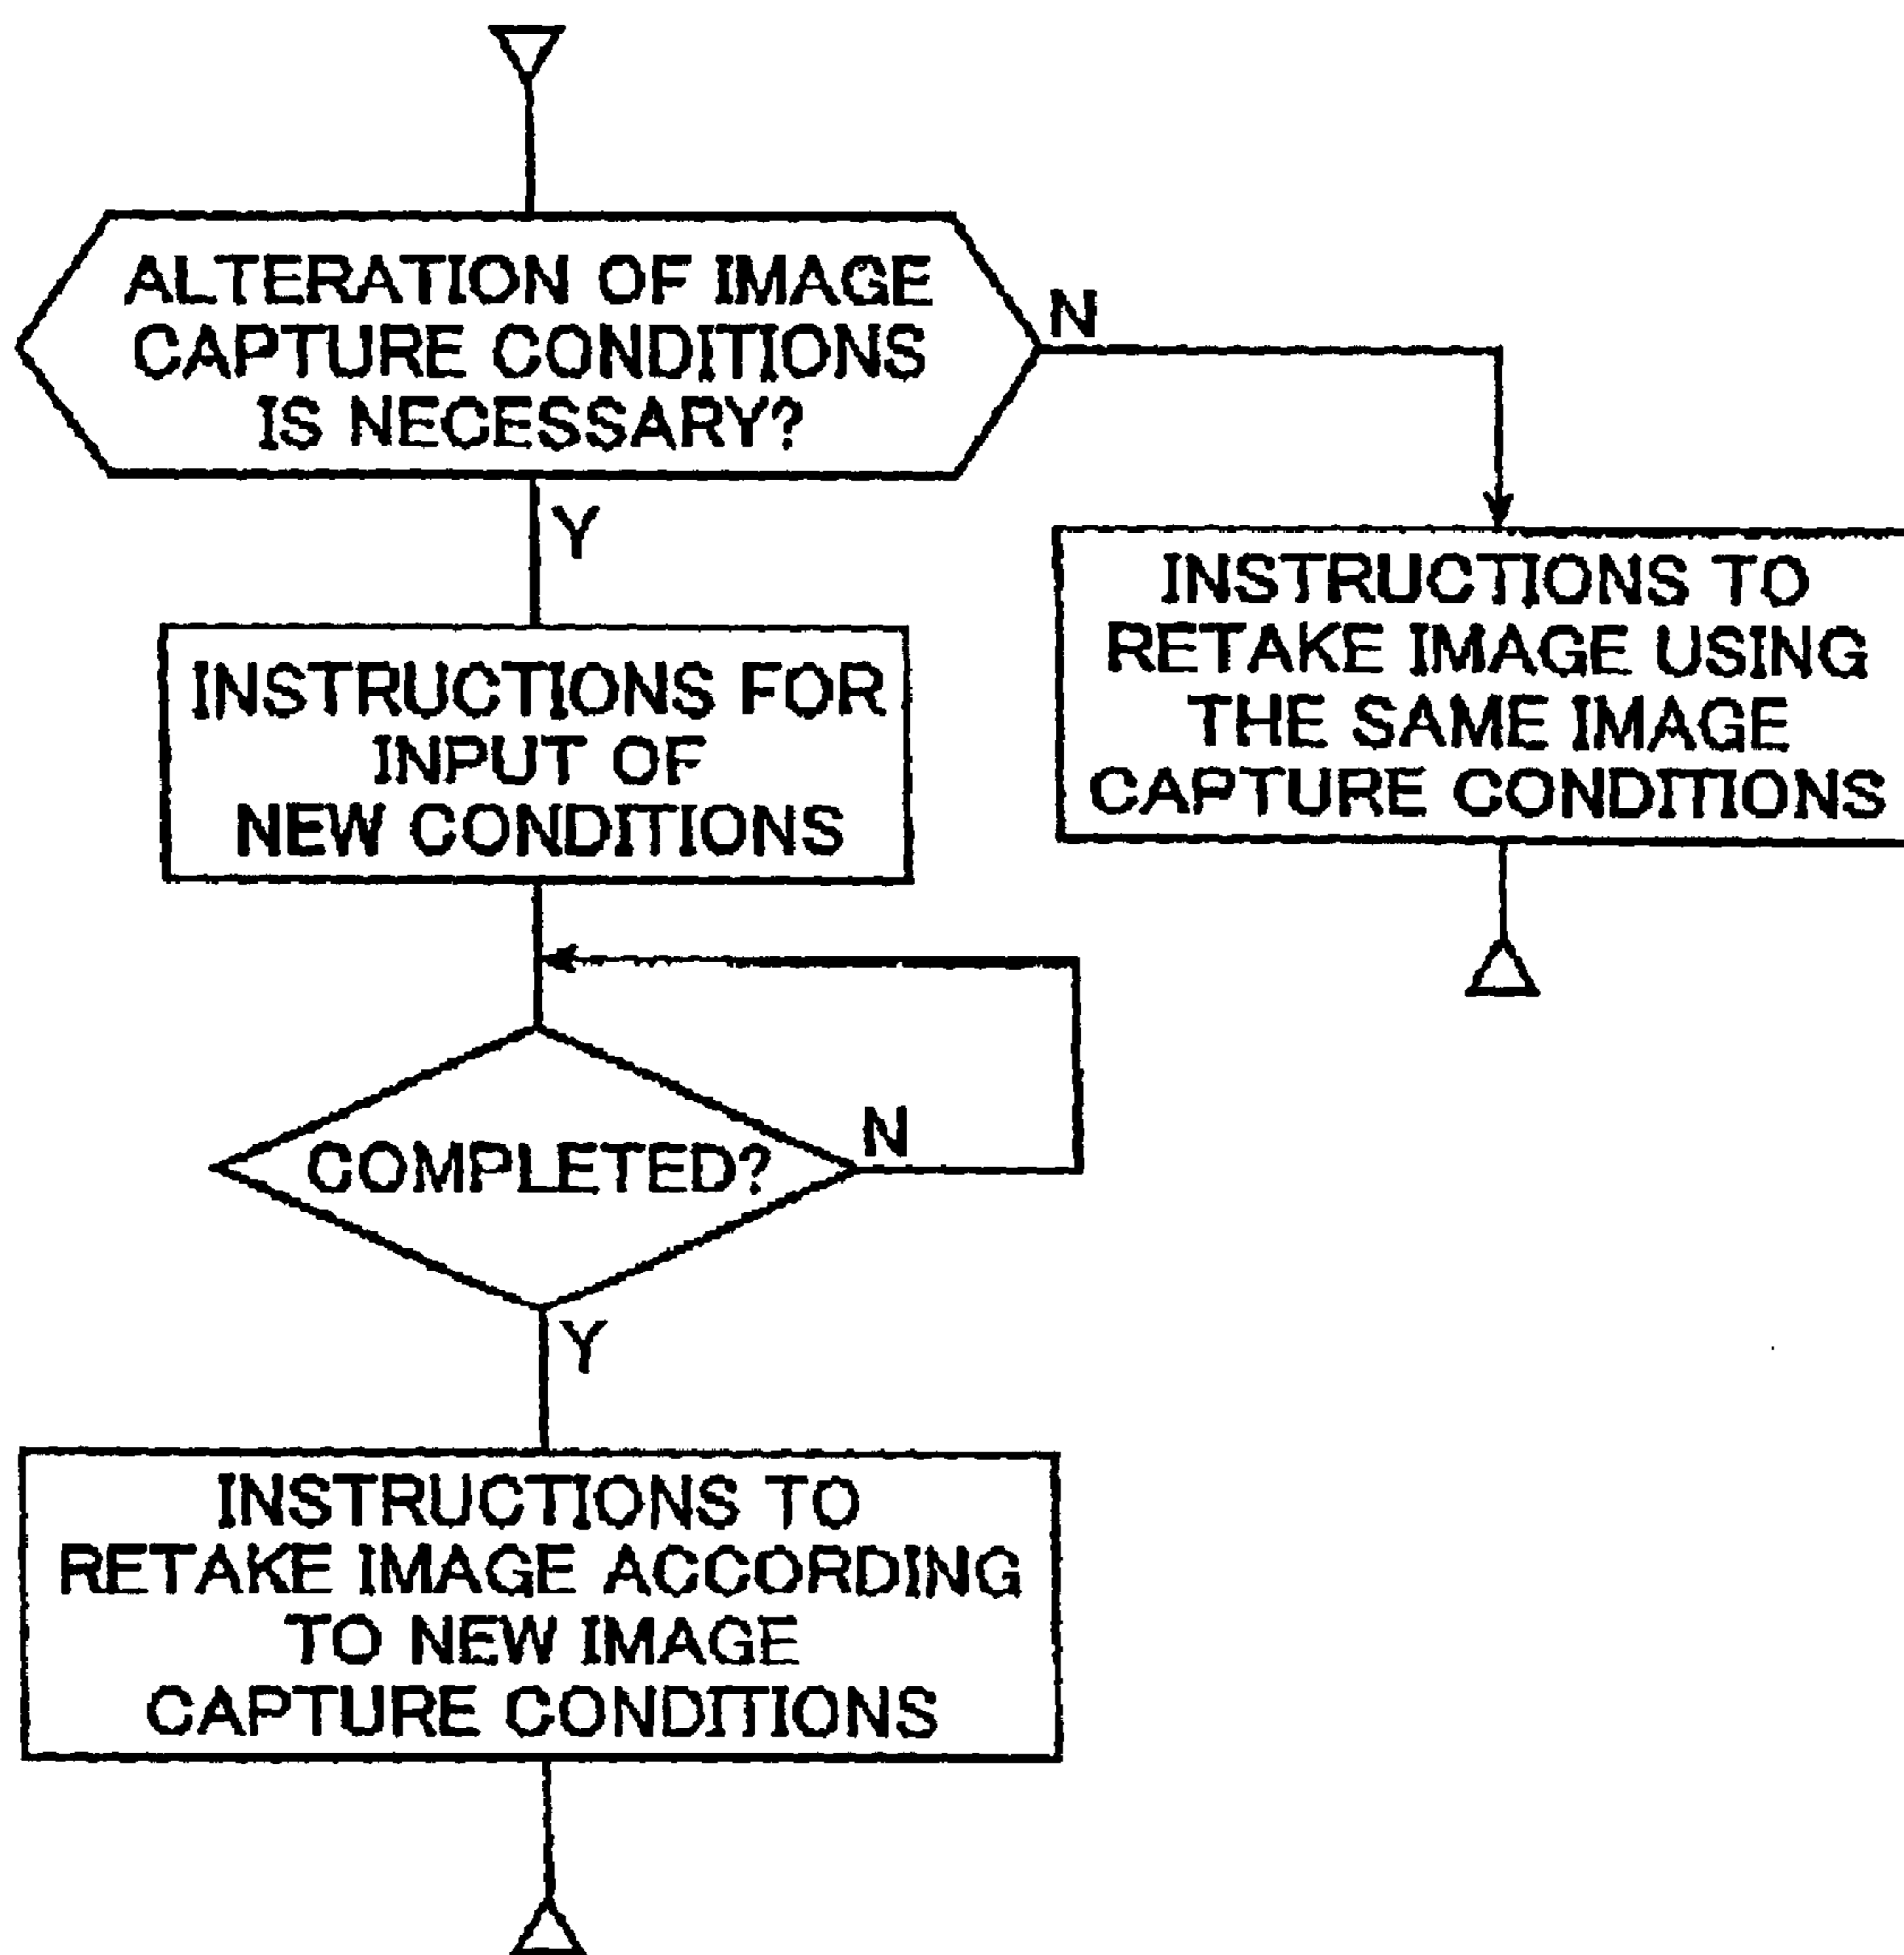 ALTERATION OF IMAGE
CAPTURE CONDITIONS
IS NECESSARY?
N
Y
INSTRUCTIONS TO
RETAKE IMAGE USING
THE SAME IMAGE
CAPTURE CONDITIONS
INSTRUCTIONS FOR
INPUT OF
NEW CONDITIONS
COMPLETED?
N
Y
INSTRUCTIONS TO
RETAKE IMAGE ACCORDING
TO NEW IMAGE
CAPTURE CONDITIONS